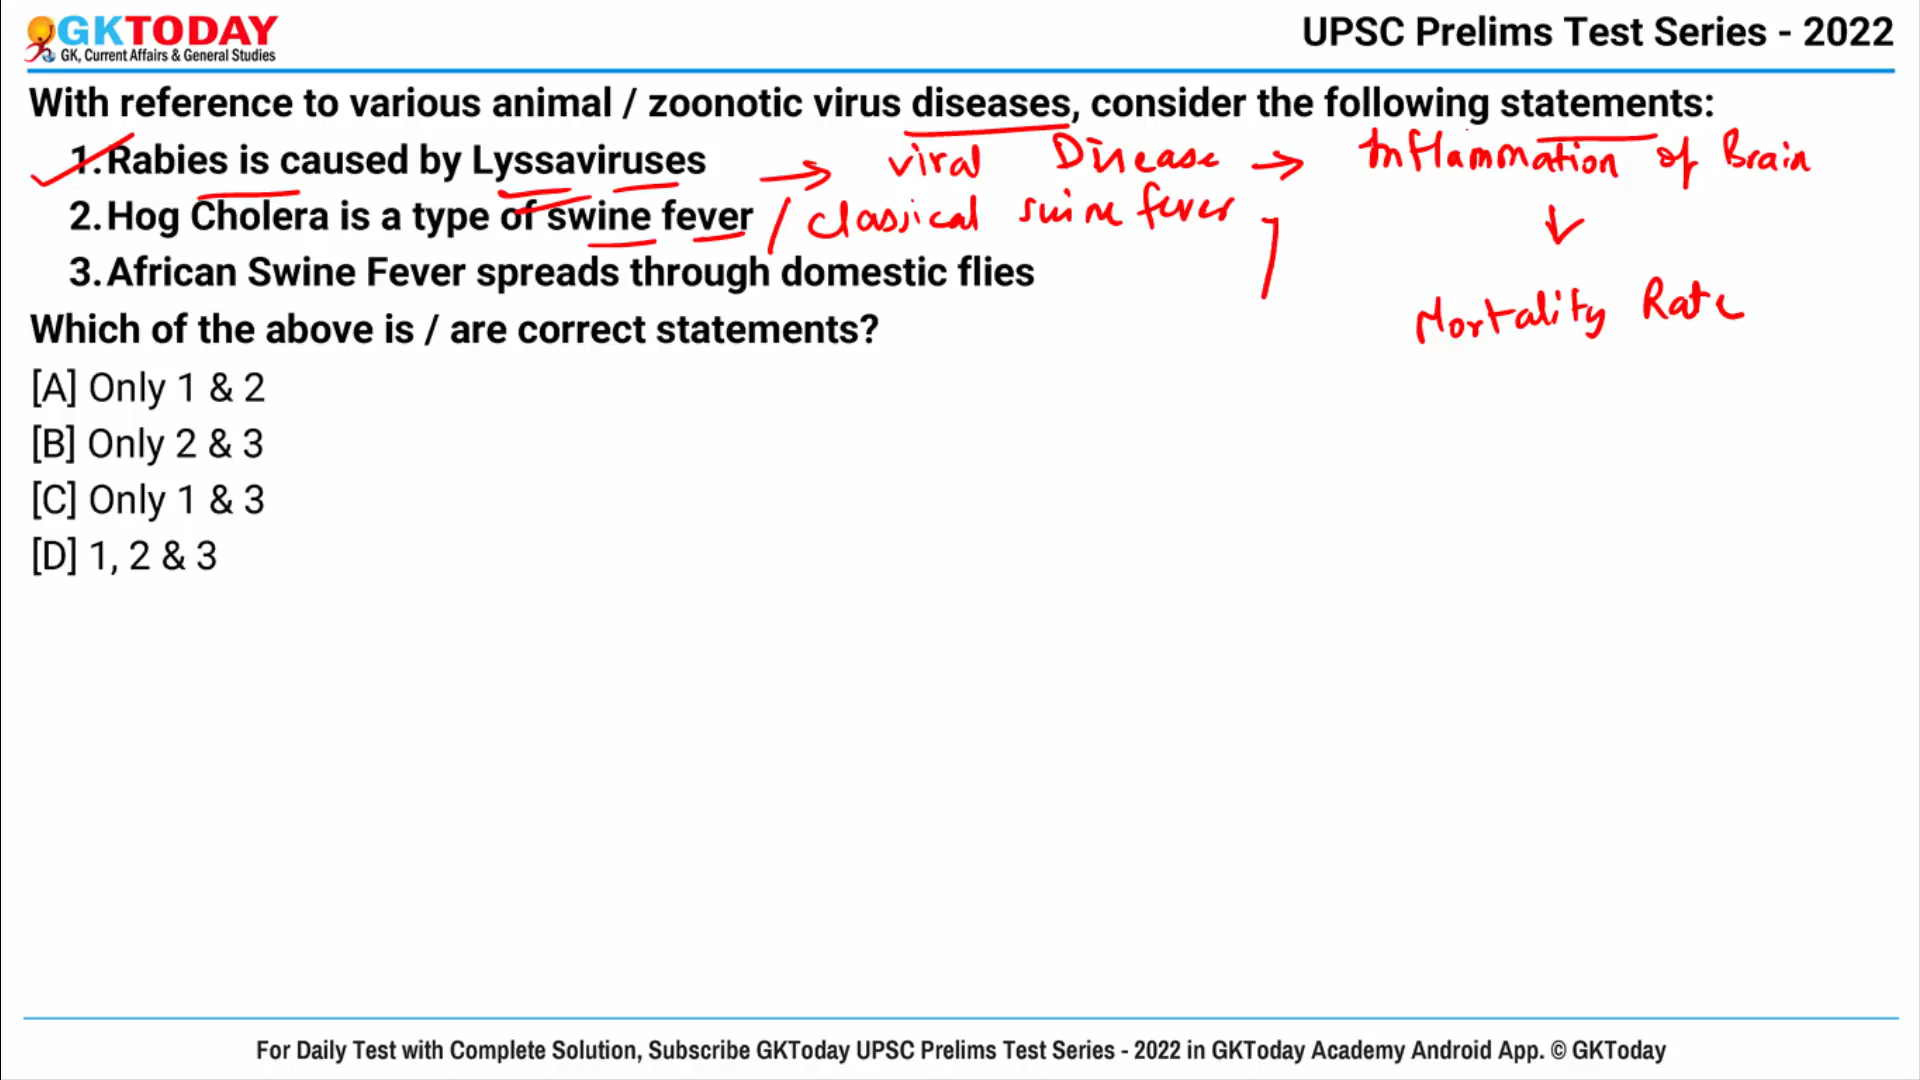 GKTODAY
GK, Current Affairs & General Studies
UPSC Prelims Test Series - 2022
With reference to various animal / zoonotic virus diseases, consider the following statements:
1. Rabies is caused by Lyssaviruses → viral Disease → Inflammation of Brain
2. Hog Cholera is a type of swine fever / classical swine fever ↓
3. African Swine Fever spreads through domestic flies
Mortality Rate
Which of the above is / are correct statements?
[A] Only 1 & 2
[B] Only 2 & 3
[C] Only 1 & 3
[D] 1, 2 & 3
For Daily Test with Complete Solution, Subscribe GKToday UPSC Prelims Test Series - 2022 in GKToday Academy Android App. © GKToday